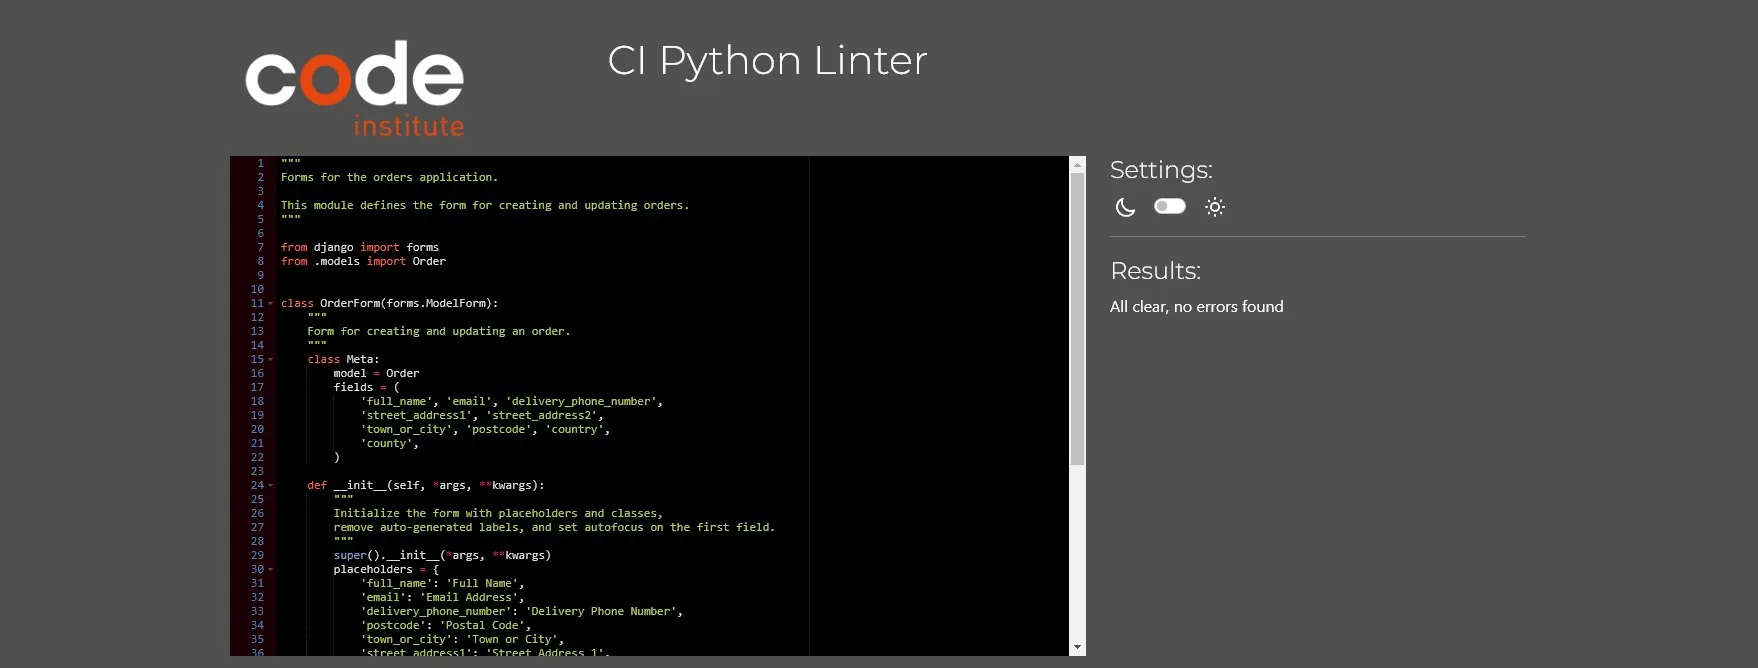 code
institute
CI Python Linter
1 """
2 Forms for the orders application.
3
4 This module defines the form for creating and updating orders.
5 """
6
7 from django import forms
8 from .models import Order
9
10
11 class OrderForm(forms.ModelForm):
12     """
13     Form for creating and updating an order.
14     """
15     class Meta:
16         model = Order
17         fields = (
18             'full_name', 'email', 'delivery_phone_number',
19             'street_address1', 'street_address2',
20             'town_or_city', 'postcode', 'country',
21             'county',
22         )
23
24     def __init__(self, *args, **kwargs):
25         """
26         Initialize the form with placeholders and classes,
27         remove auto-generated labels, and set autofocus on the first field.
28         """
29         super().__init__(*args, **kwargs)
30         placeholders = {
31             'full_name': 'Full Name',
32             'email': 'Email Address',
33             'delivery_phone_number': 'Delivery Phone Number',
34             'postcode': 'Postal Code',
35             'town_or_city': 'Town or City',
36             'street_address1': 'Street Address 1',
Settings:
Results:
All clear, no errors found